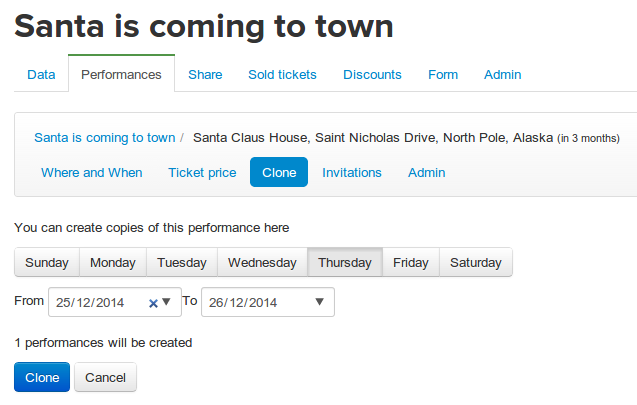 Santa is coming to town
Data Performances Share Sold tickets Discounts Form Admin
Santa is coming to town / Santa Claus House, Saint Nicholas Drive, North Pole, Alaska (in 3 months)
Where and When Ticket price Clone Invitations Admin
You can create copies of this performance here
Sunday Monday Tuesday Wednesday Thursday Friday Saturday
From 25/12/2014 To 26/12/2014
1 performances will be created
Clone Cancel